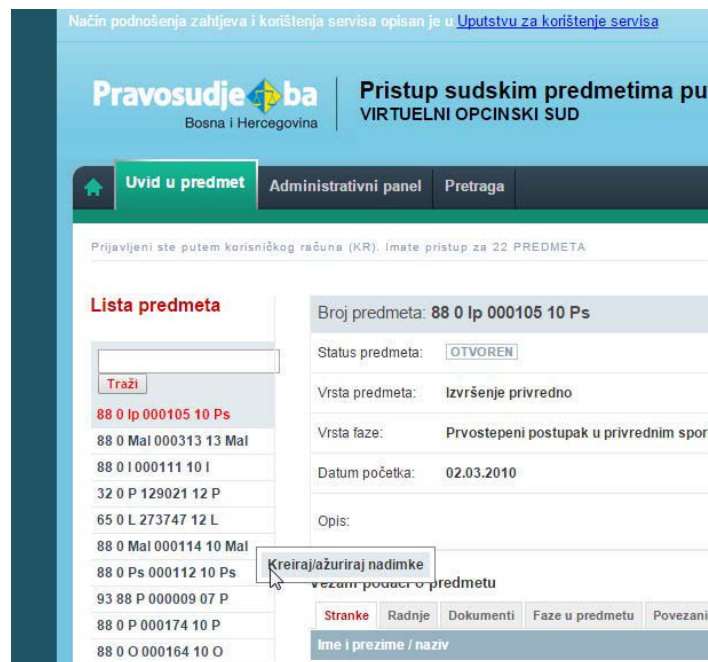 Način podnošenja zahtjeva i korištenja servisa opisan je u Uputstvu za korištenje servisa
Pravosudje ba
Bosna i Hercegovina
Pristup sudskim predmetima pu
VIRTUELNI OPCINSKI SUD
Uvid u predmet Administrativni panel Pretraga
Prijavljeni ste putem korisničkog računa (KR). Imate pristup za 22 PREDMETA
Lista predmeta
Traži
88 0 Ip 000105 10 Ps
88 0 Mal 000313 13 Mal
88 0 I 000111 10 I
32 0 P 129021 12 P
65 0 L 273747 12 L
88 0 Mal 000114 10 Mal
88 0 Ps 000112 10 Ps
93 88 P 000009 07 P
88 0 P 000174 10 P
88 0 O 000164 10 O
Kreiraj/ažuriraj nadimke
Broj predmeta: 88 0 Ip 000105 10 Ps
Status predmeta: OTVOREN
Vrsta predmeta: Izvršenje privredno
Vrsta faze: Prvostepeni postupak u privrednim spor
Datum početka: 02.03.2010
Opis:
Vezani podaci o predmetu
Stranke Radnje Dokumenti Faze u predmetu Povezani
Ime i prezime / naziv